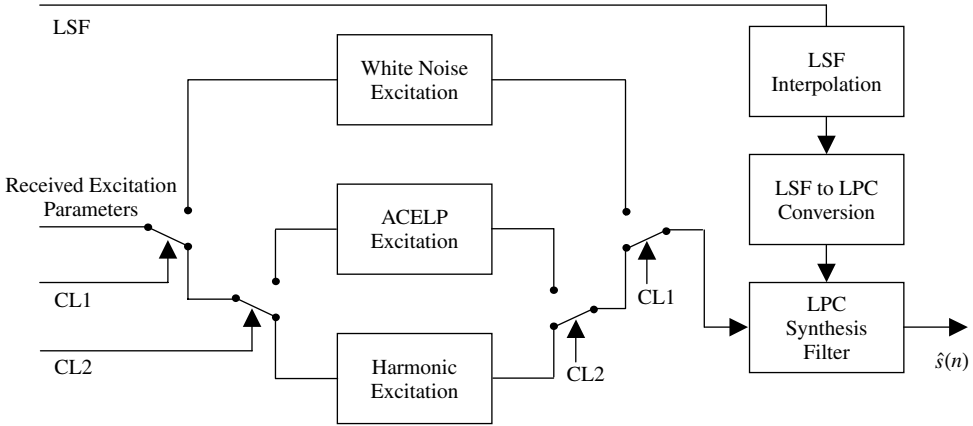 LSF
White Noise
Excitation
LSF
Interpolation
Received Excitation
Parameters
ACELP
Excitation
LSF to LPC
Conversion
CL1
CL1
LPC
Synthesis
Filter
CL2
Harmonic
Excitation
CL2
ŝ(n)